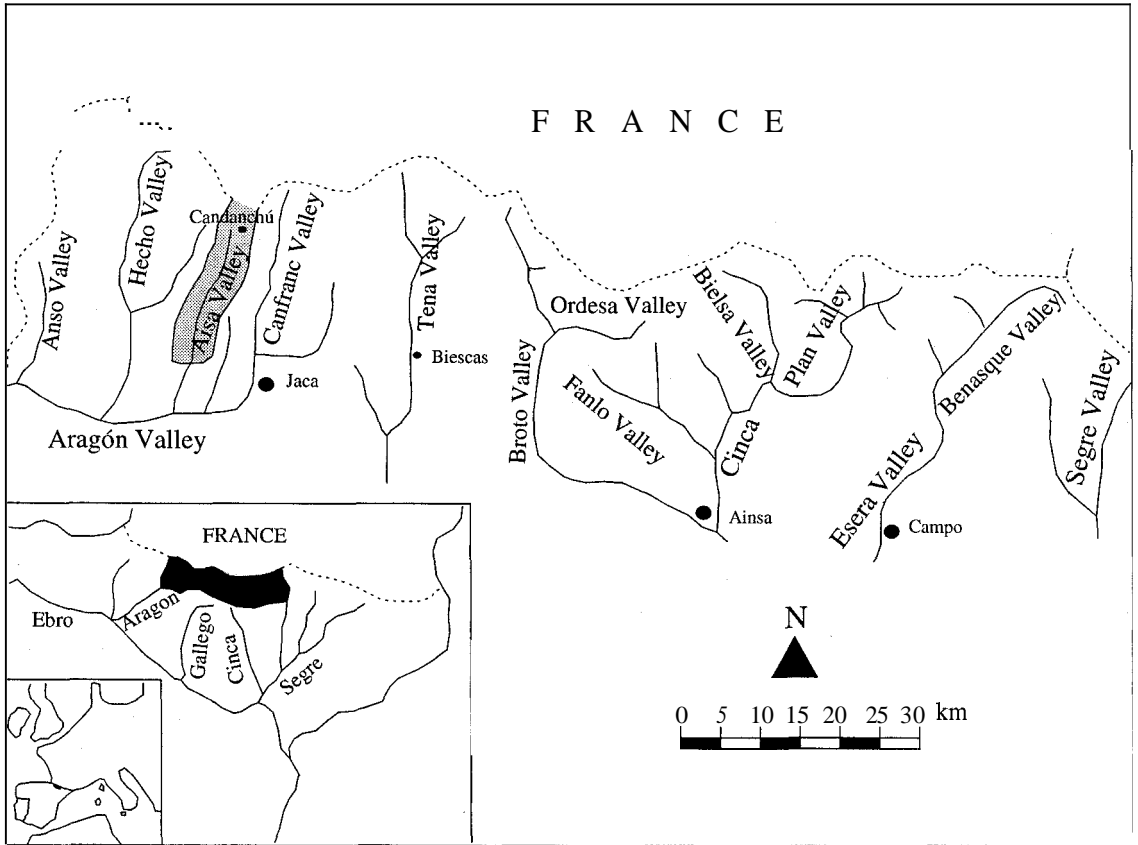 F R A N C E
Candanchú
Anso Valley
Hecho Valley
Aisa Valley
Canfranc Valley
Tena Valley
Biescas
Jaca
Aragón Valley
Ordesa Valley
Broto Valley
Fanlo Valley
Bielsa Valley
Plan Valley
Cinca
Ainsa
Benasque Valley
Esera Valley
Campo
Segre Valley
FRANCE
Ebro
Aragon
Gallego
Cinca
Segre
N
0 5 10 15 20 25 30 km